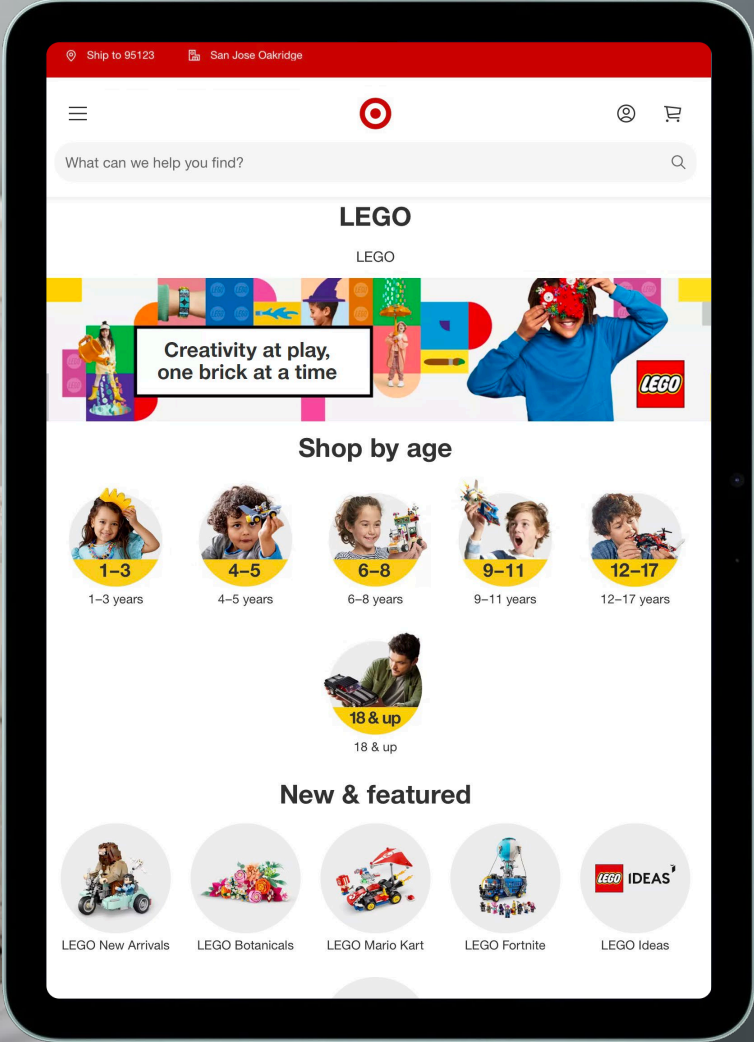 Ship to 95123
San Jose Oakridge
What can we help you find?
LEGO
LEGO
Creativity at play,
one brick at a time
LEGO
Shop by age
1–3
4–5
6–8
9–11
12–17
1–3 years
4–5 years
6–8 years
9–11 years
12–17 years
18 & up
18 & up
New & featured
LEGO IDEAS
LEGO New Arrivals
LEGO Botanicals
LEGO Mario Kart
LEGO Fortnite
LEGO Ideas